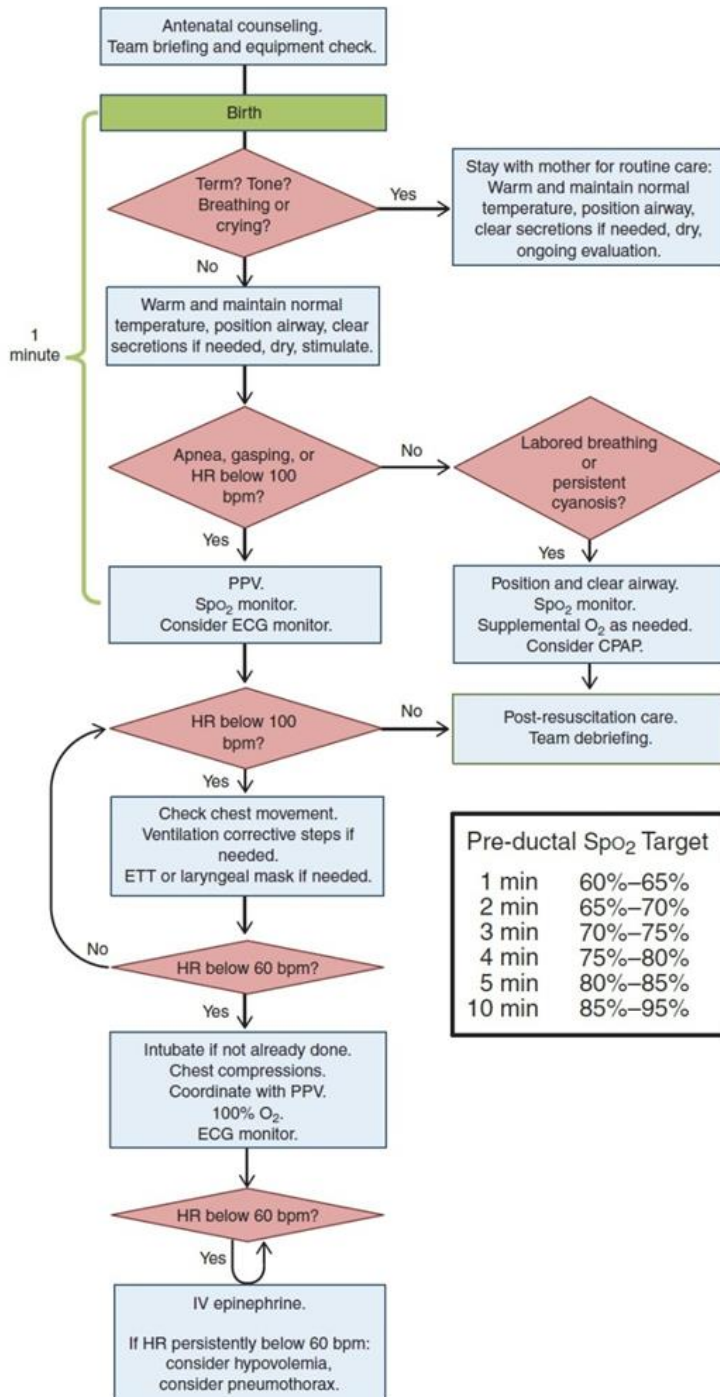 Antenatal counseling.
Team briefing and equipment check.
Birth
Term? Tone?
Breathing or
crying?
Yes
Stay with mother for routine care:
Warm and maintain normal
temperature, position airway,
clear secretions if needed, dry,
ongoing evaluation.
No
1
minute
Warm and maintain normal
temperature, position airway, clear
secretions if needed, dry, stimulate.
Apnea, gasping, or
HR below 100
bpm?
No
Labored breathing
or
persistent
cyanosis?
Yes
Yes
PPV.
SpO₂ monitor.
Consider ECG monitor.
Position and clear airway.
SpO₂ monitor.
Supplemental O₂ as needed.
Consider CPAP.
HR below 100
bpm?
No
Post-resuscitation care.
Team debriefing.
Yes
Check chest movement.
Ventilation corrective steps if
needed.
ETT or laryngeal mask if needed.
Pre-ductal SpO₂ Target
1 min 60%–65%
2 min 65%–70%
3 min 70%–75%
4 min 75%–80%
5 min 80%–85%
10 min 85%–95%
No
HR below 60 bpm?
Yes
Intubate if not already done.
Chest compressions.
Coordinate with PPV.
100% O₂.
ECG monitor.
HR below 60 bpm?
Yes
IV epinephrine.
If HR persistently below 60 bpm:
consider hypovolemia,
consider pneumothorax.